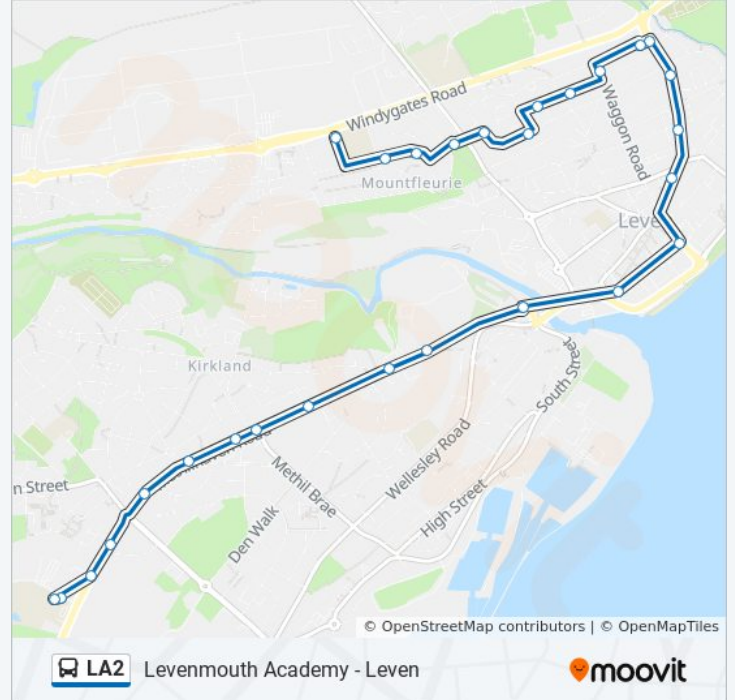 Windygates Road
Waggon Road
Mountfleurie
Leve
Kirkland
South Street
n Street
Methil Brae
Wellesley Road
High Street
Den Walk
© OpenStreetMap contributors | © OpenMapTiles
LA2 Levenmouth Academy - Leven
moovit